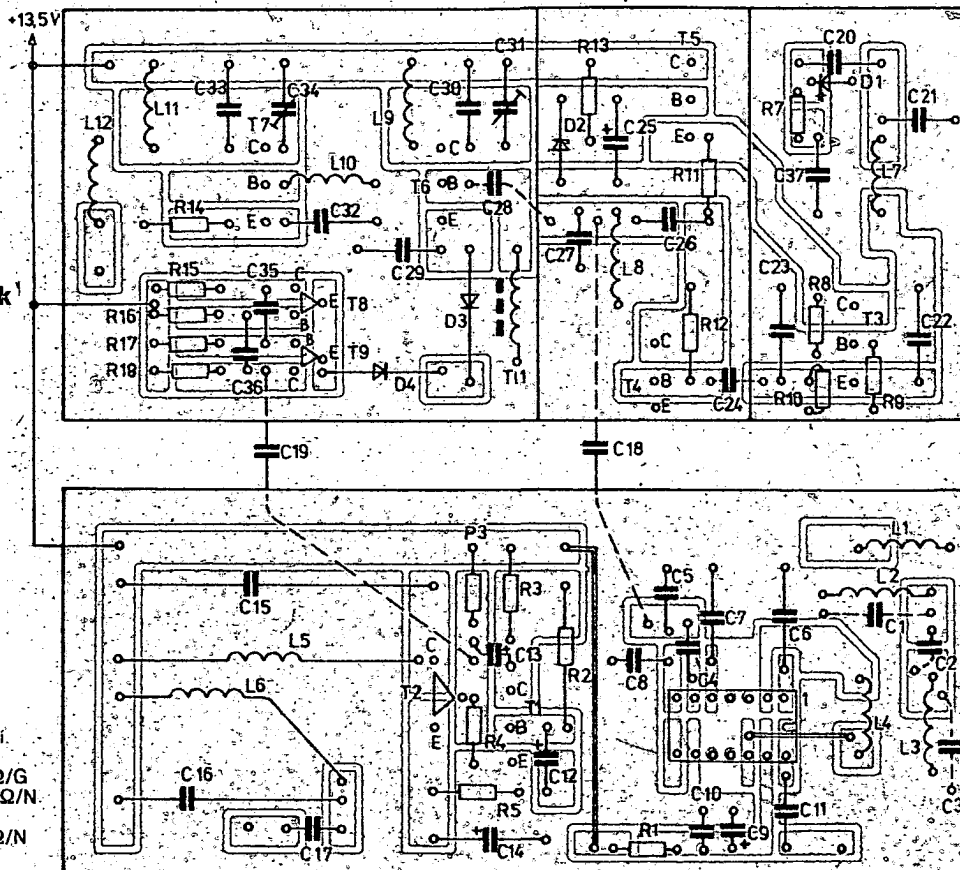 +13,5V
C31
R13
T5
C20
C33
C34
C30
C
D1
L11
L9
R7
C21
L12
T7
D2
C25
B
C
C
E
L10
T6
R11
C37
L7
B
B
C28
R14
E
C32
E
C26
C27
C29
L8
C23
R15
C35
C
R8
k'
E
T8
D3
R16
C
T3
C22
B
R12
R17
B
C
B
E
T9
R18
C36
C
D4
T4
B
C24
E
R10
R9
E
C19
C18
P3
L1
C5
L2
R3
C7
C15
C6
C1
L5
C13
R2
C8
C4
C2
C
L6
T2
C
T1
1
R4
B
L4
E
L3
E
C12
í.
Ω/G
Ω/N
C16
R5
C10
C11
C3
Ω/N
C17
C14
R1
C9